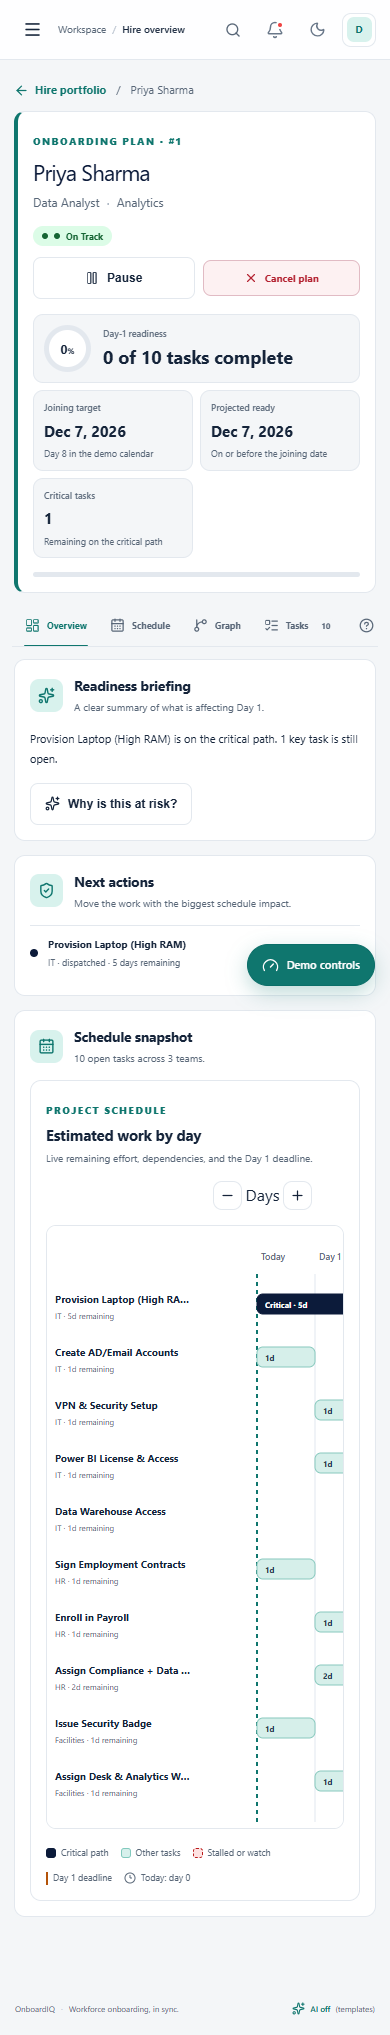 Workspace / Hire overview
D
Hire portfolio / Priya Sharma
ONBOARDING PLAN · #1
Priya Sharma
Data Analyst · Analytics
On Track
Pause
Cancel plan
0%
Day-1 readiness
0 of 10 tasks complete
Joining target
Dec 7, 2026
Day 8 in the demo calendar
Projected ready
Dec 7, 2026
On or before the joining date
Critical tasks
1
Remaining on the critical path
Overview
Schedule
Graph
Tasks 10
Readiness briefing
A clear summary of what is affecting Day 1.
Provision Laptop (High RAM) is on the critical path. 1 key task is still
open.
Why is this at risk?
Next actions
Move the work with the biggest schedule impact.
Provision Laptop (High RAM)
IT · dispatched · 5 days remaining
Demo controls
Schedule snapshot
10 open tasks across 3 teams.
PROJECT SCHEDULE
Estimated work by day
Live remaining effort, dependencies, and the Day 1 deadline.
− Days +
Today Day 1
Provision Laptop (High RA...
IT · 5d remaining
Critical · 5d
Create AD/Email Accounts
IT · 1d remaining
1d
VPN & Security Setup
IT · 1d remaining
1d
Power BI License & Access
IT · 1d remaining
1d
Data Warehouse Access
IT · 1d remaining
Sign Employment Contracts
HR · 1d remaining
1d
Enroll in Payroll
HR · 1d remaining
1d
Assign Compliance + Data ...
HR · 2d remaining
2d
Issue Security Badge
Facilities · 1d remaining
1d
Assign Desk & Analytics W...
Facilities · 1d remaining
1d
Critical path
Other tasks
Stalled or watch
Day 1 deadline
Today: day 0
OnboardIQ · Workforce onboarding, in sync.
AI off (templates)